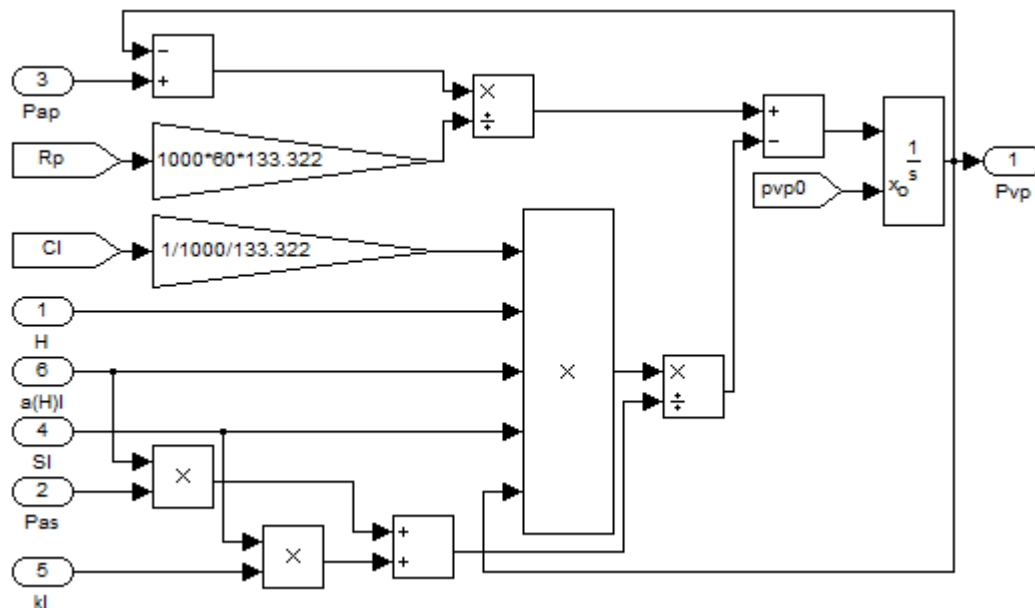 −
+
3
Pap
×
÷
+
−
Rp
1000*60*133.322
pvp0
1
s
xo
1
Pvp
Cl
1/1000/133.322
1
H
6
a(H)l
×
×
÷
4
Sl
×
2
Pas
+
+
×
5
kl